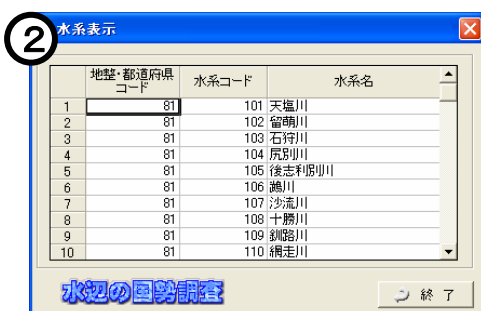 ②
水系表示
地整・都道府県コード 水系コード 水系名
1 81 101 天塩川
2 81 102 留萌川
3 81 103 石狩川
4 81 104 尻別川
5 81 105 後志利別川
6 81 106 鵡川
7 81 107 沙流川
8 81 108 十勝川
9 81 109 釧路川
10 81 110 網走川
水辺の国勢調査
終 了